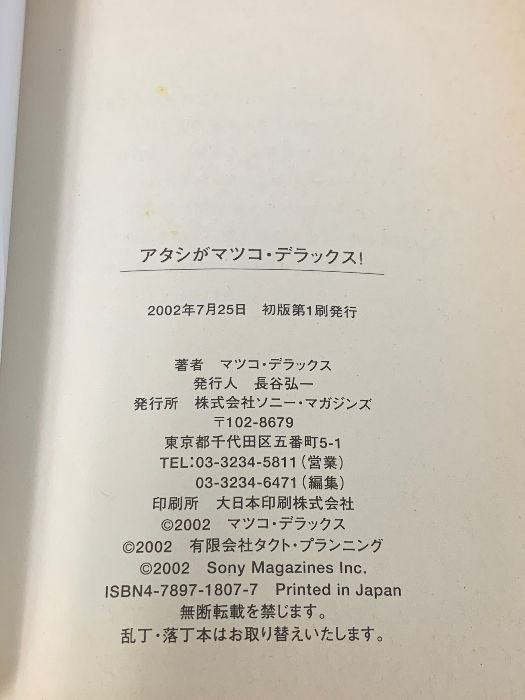 アタシがマツコ・デラックス!
2002年7月25日　初版第1刷発行
著者　マツコ・デラックス
発行人　長谷弘一
発行所　株式会社ソニー・マガジンズ
〒102-8679
東京都千代田区五番町5-1
TEL:03-3234-5811(営業)
03-3234-6471(編集)
印刷所　大日本印刷株式会社
©2002　マツコ・デラックス
©2002　有限会社タクト・プランニング
©2002　Sony Magazines Inc.
ISBN4-7897-1807-7　Printed in Japan
無断転載を禁じます。
乱丁・落丁本はお取り替えいたします。